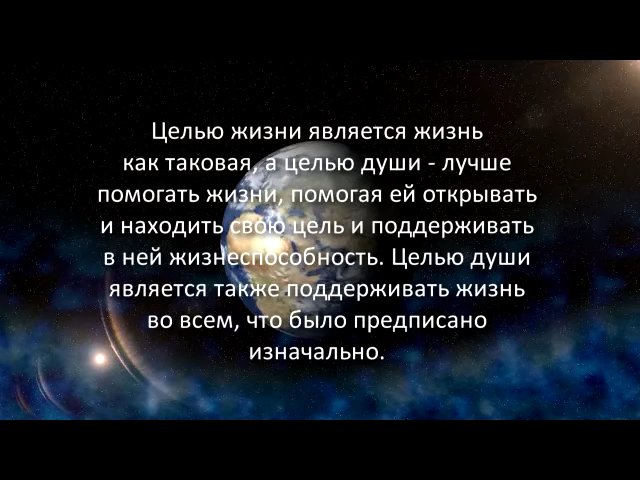 Целью жизни является жизнь
как таковая, а целью души - лучше
помогать жизни, помогая ей открывать
и находить свою цель и поддерживать
в ней жизнеспособность. Целью души
является также поддерживать жизнь
во всем, что было предписано
изначально.